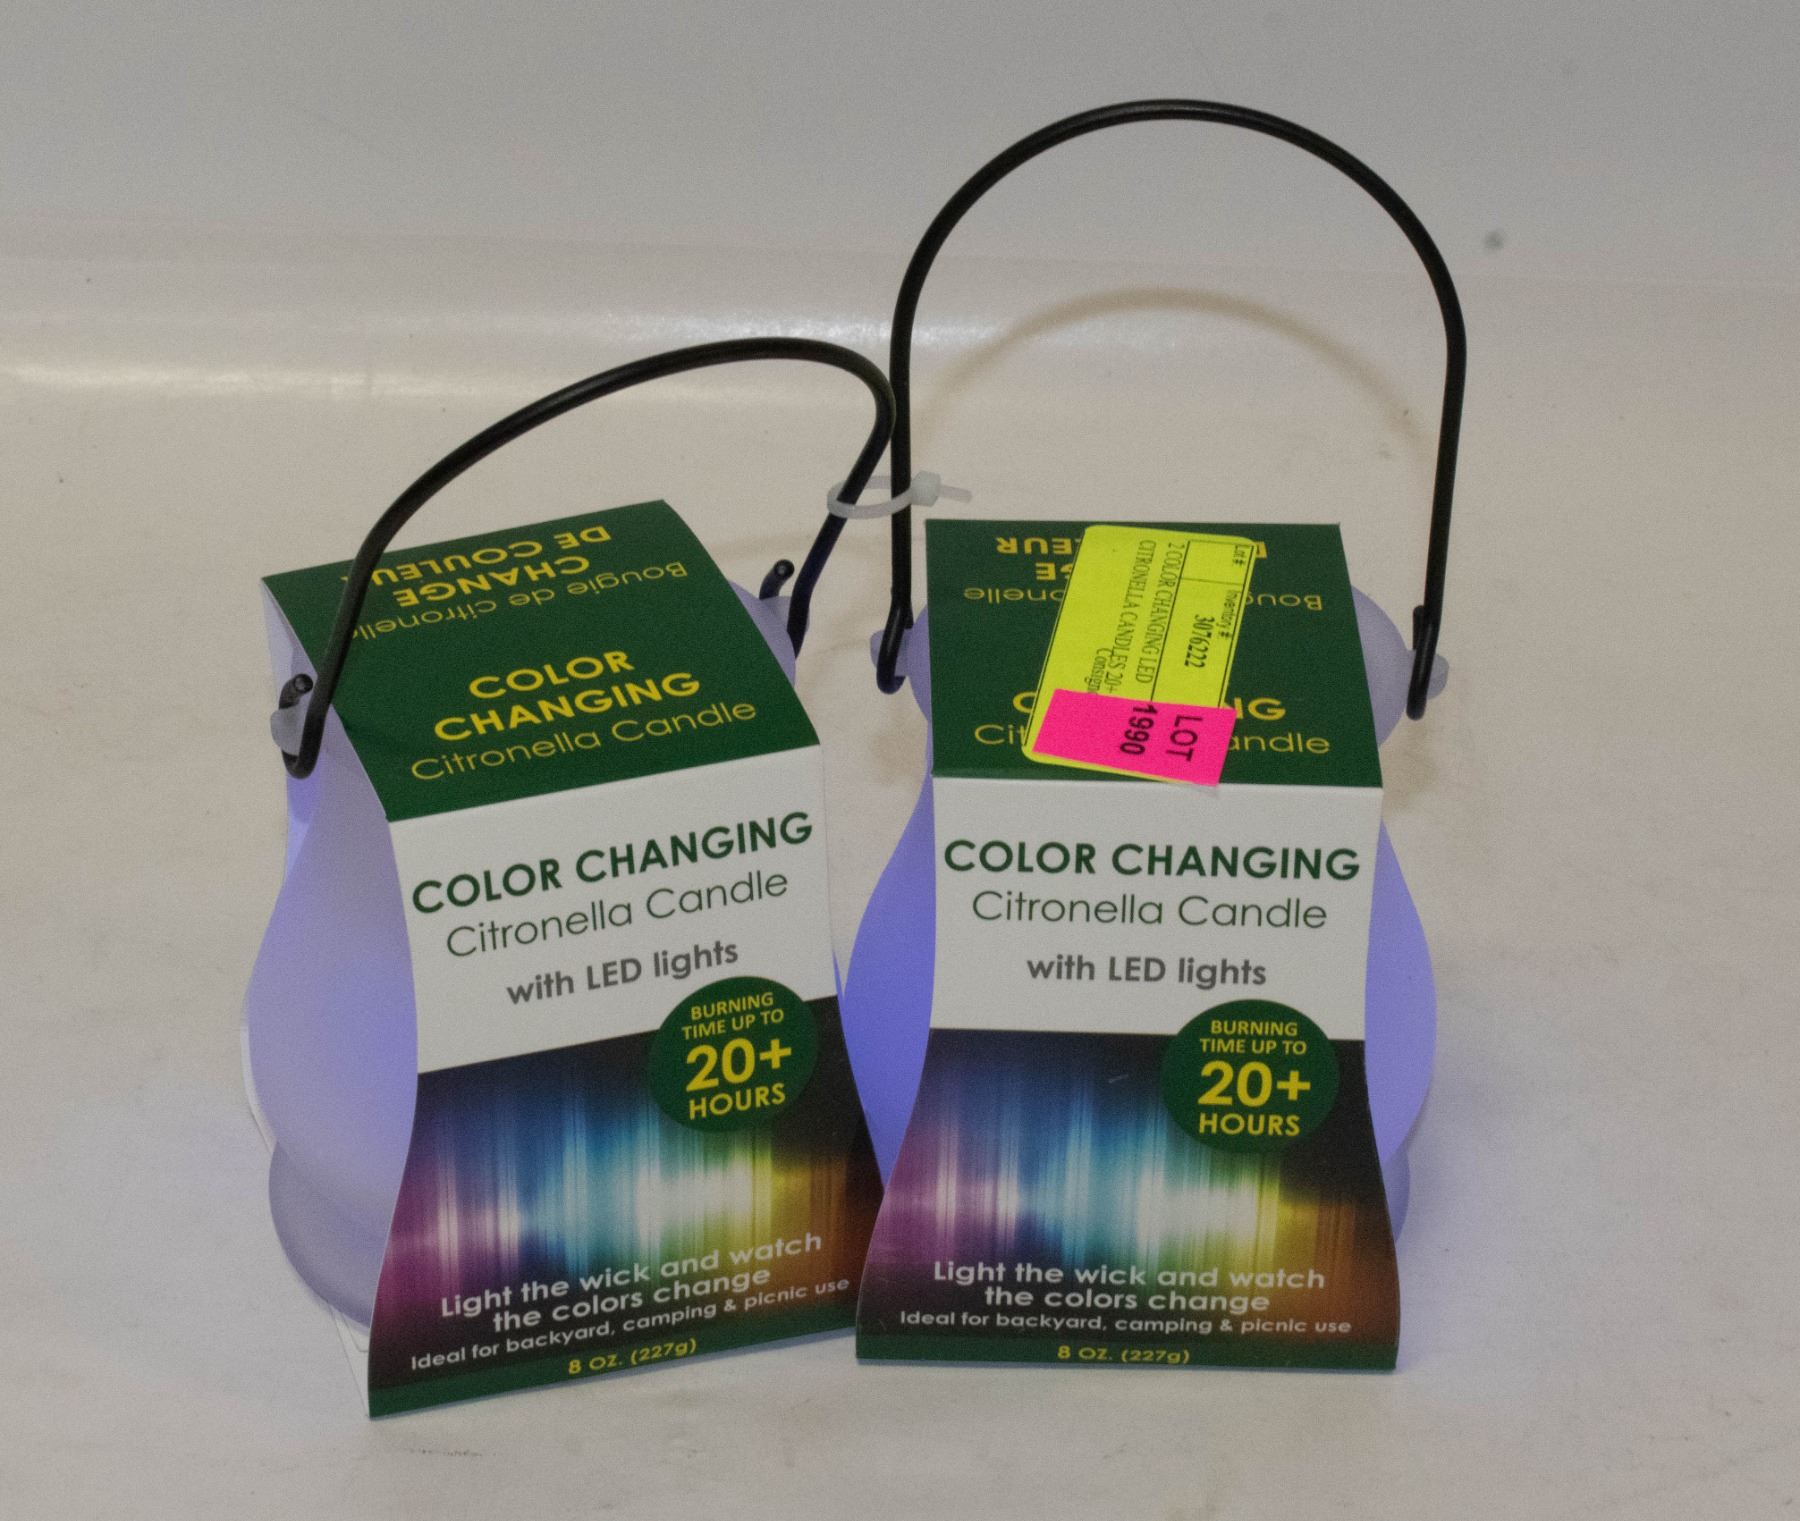 Bougie de citronelle
CHANGE
DE COULEUR
COLOR
CHANGING
Citronella Candle
COLOR CHANGING
Citronella Candle
with LED lights
BURNING
TIME UP TO
20+
HOURS
Light the wick and watch
the colors change
Ideal for backyard, camping & picnic use
8 OZ. (227g)
Lot #
Inventory #
3076222
2 COLOR CHANGING LED
CITRONELLA CANDLES 20+
Consign
LOT
1990
Citronella Candle
COLOR CHANGING
Citronella Candle
with LED lights
BURNING
TIME UP TO
20+
HOURS
Light the wick and watch
the colors change
Ideal for backyard, camping & picnic use
8 OZ. (227g)